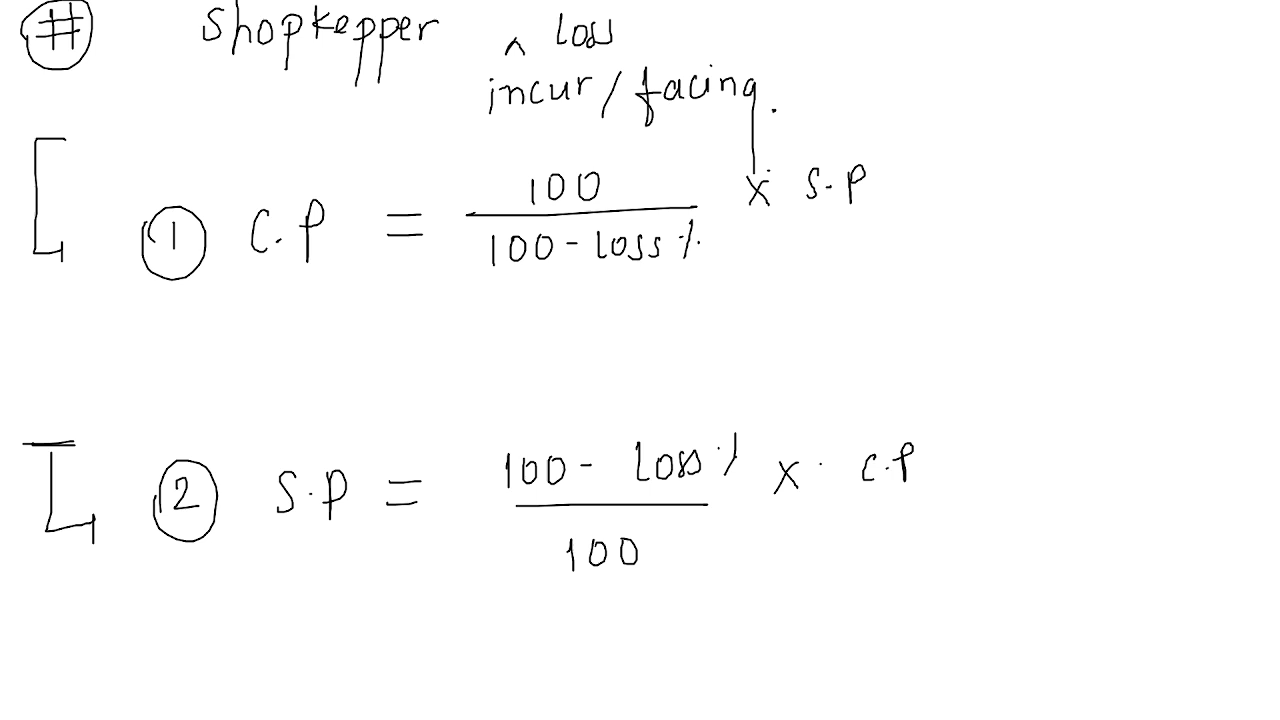 # Shopkepper ^ loss
incur / facing.
① C.P = 100 / 100 - loss % × S.P
② S.P = 100 - Loss % / 100 × C.P